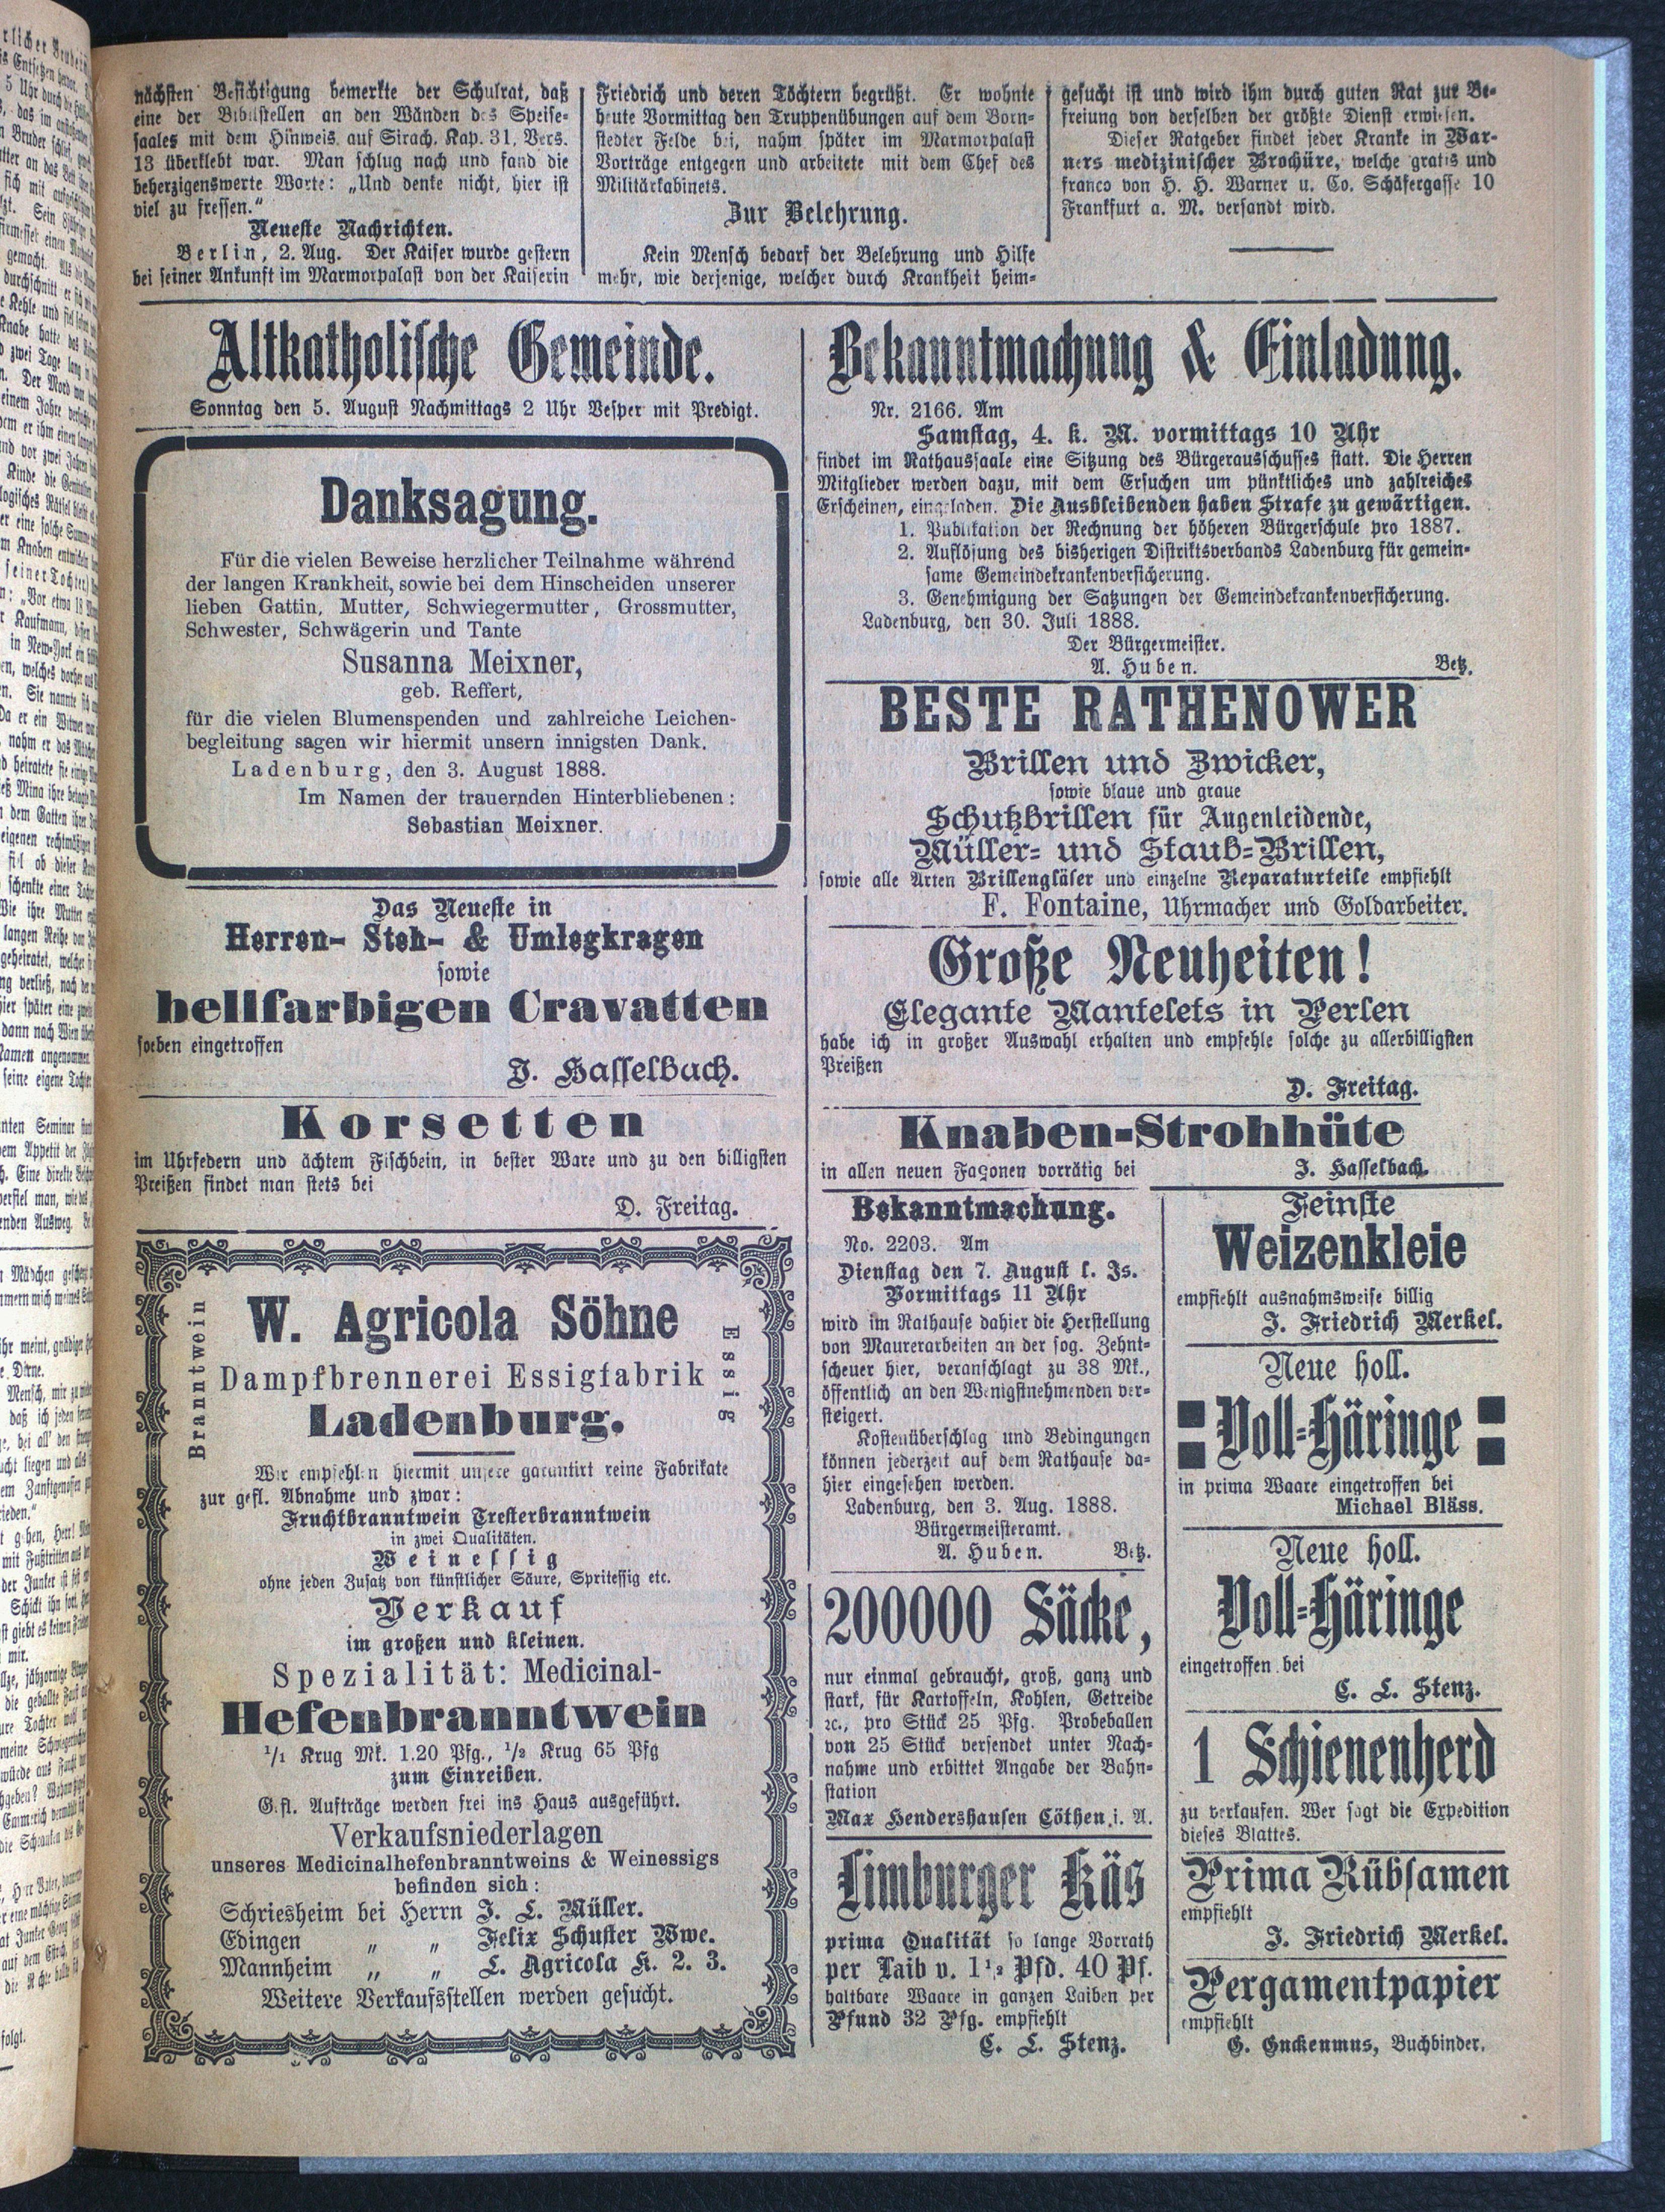 nächsten Besichtigung bemerkte der Schulrat, daß
eine der Bibelstellen an den Wänden des Speise-
saales mit dem Hinweis auf Sirach, Kap. 31, Vers.
13 überklebt war. Man schlug nach und fand die
beherzigenswerte Worte: „Und denke nicht, hier ist
viel zu fressen.“
Neueste Nachrichten.
Berlin, 2. Aug. Der Kaiser wurde gestern
bei seiner Ankunft im Marmorpalast von der Kaiserin
Friedrich und deren Töchtern begrüßt. Er wohnte
heute Vormittag den Truppenübungen auf dem Born-
stedter Felde bei, nahm später im Marmorpalast
Vorträge entgegen und arbeitete mit dem Chef des
Militärkabinets.
Zur Belehrung.
Kein Mensch bedarf der Belehrung und Hilfe
mehr, wie derjenige, welcher durch Krankheit heim-
gesucht ist und wird ihm durch guten Rat zur Be-
freiung von derselben der größte Dienst erwiesen.
Dieser Ratgeber findet jeder Kranke in War-
ners medizinischer Brochüre, welche gratis und
franco von H. H. Warner u. Co. Schäfergasse 10
Frankfurt a. M. versandt wird.
Altkatholische Gemeinde.
Sonntag den 5. August Nachmittags 2 Uhr Vesper mit Predigt.
Danksagung.
Für die vielen Beweise herzlicher Teilnahme während
der langen Krankheit, sowie bei dem Hinscheiden unserer
lieben Gattin, Mutter, Schwiegermutter, Grossmutter,
Schwester, Schwägerin und Tante
Susanna Meixner,
geb. Reffert,
für die vielen Blumenspenden und zahlreiche Leichen-
begleitung sagen wir hiermit unsern innigsten Dank.
Ladenburg, den 3. August 1888.
Im Namen der trauernden Hinterbliebenen:
Sebastian Meixner.
Das Neueste in
Herren- Steh- & Umlegkragen
sowie
hellfarbigen Cravatten
soeben eingetroffen
J. Hasselbach.
Korsetten
im Uhrfedern und ächtem Fischbein, in bester Ware und zu den billigsten
Preißen findet man stets bei
D. Freitag.
Branntwein
Essig
W. Agricola Söhne
Dampfbrennerei Essigfabrik
Ladenburg.
Wir empfehlen hiermit unsere garantirt reine Fabrikate
zur gefl. Abnahme und zwar:
Fruchtbranntwein Tresterbranntwein
in zwei Qualitäten.
Weinessig
ohne jeden Zusatz von künstlicher Säure, Spritessig etc.
Verkauf
im großen und kleinen.
Spezialität: Medicinal-
Hefenbranntwein
1/1 Krug Mk. 1.20 Pfg., 1/2 Krug 65 Pfg
zum Einreiben.
Gefl. Aufträge werden frei ins Haus ausgeführt.
Verkaufsniederlagen
unseres Medicinalhefenbranntweins & Weinessigs
befinden sich:
Schriesheim bei Herrn J. L. Müller.
Edingen „ „ Felix Schuster Wwe.
Mannheim „ „ L. Agricola K. 2. 3.
Weitere Verkaufsstellen werden gesucht.
Bekanntmachung & Einladung.
Nr. 2166. Am
Samstag, 4. k. M. vormittags 10 Uhr
findet im Rathaussaale eine Sitzung des Bürgerausschusses statt. Die Herren
Mitglieder werden dazu, mit dem Ersuchen um pünktliches und zahlreiches
Erscheinen, eingeladen. Die Ausbleibenden haben Strafe zu gewärtigen.
1. Publikation der Rechnung der höheren Bürgerschule pro 1887.
2. Auflösung des bisherigen Distriktsverbands Ladenburg für gemein-
same Gemeindekrankenversicherung.
3. Genehmigung der Satzungen der Gemeindekrankenversicherung.
Ladenburg, den 30. Juli 1888.
Der Bürgermeister.
A. Huben. Betz.
BESTE RATHENOWER
Brillen und Zwicker,
sowie blaue und graue
Schutzbrillen für Augenleidende,
Müller- und Staub-Brillen,
sowie alle Arten Brillengläser und einzelne Reparaturteile empfiehlt
F. Fontaine, Uhrmacher und Goldarbeiter.
Große Neuheiten!
Elegante Mantelets in Perlen
habe ich in großer Auswahl erhalten und empfehle solche zu allerbilligsten
Preißen
D. Freitag.
Knaben-Strohhüte
in allen neuen Façonen vorrätig bei J. Hasselbach.
Bekanntmachung.
No. 2203. Am
Dienstag den 7. August l. Js.
Vormittags 11 Uhr
wird im Rathause dahier die Herstellung
von Maurerarbeiten an der sog. Zehnt-
scheuer hier, veranschlagt zu 38 Mk.,
öffentlich an den Wenigstnehmenden ver-
steigert.
Kostenüberschlag und Bedingungen
können jederzeit auf dem Rathause da-
hier eingesehen werden.
Ladenburg, den 3. Aug. 1888.
Bürgermeisteramt.
A. Huben. Betz.
200000 Säcke,
nur einmal gebraucht, groß, ganz und
stark, für Kartoffeln, Kohlen, Getreide
ꝛc., pro Stück 25 Pfg. Probeballen
von 25 Stück versendet unter Nach-
nahme und erbittet Angabe der Bahn-
station
Max Hendershausen Cöthen i. A.
Limburger Käs
prima Qualität so lange Vorrath
per Laib v. 1 1/2 Pfd. 40 Pf.
haltbare Waare in ganzen Laiben per
Pfund 32 Pfg. empfiehlt
C. L. Stenz.
Feinste
Weizenkleie
empfiehlt ausnahmsweise billig
J. Friedrich Merkel.
Neue holl.
Voll-Häringe
in prima Waare eingetroffen bei
Michael Bläss.
Neue holl.
Voll-Häringe
eingetroffen bei
C. L. Stenz.
1 Schienenherd
zu verkaufen. Wer sagt die Expedition
dieses Blattes.
Prima Rübsamen
empfiehlt
J. Friedrich Merkel.
Pergamentpapier
empfiehlt
G. Guckenmus, Buchbinder.